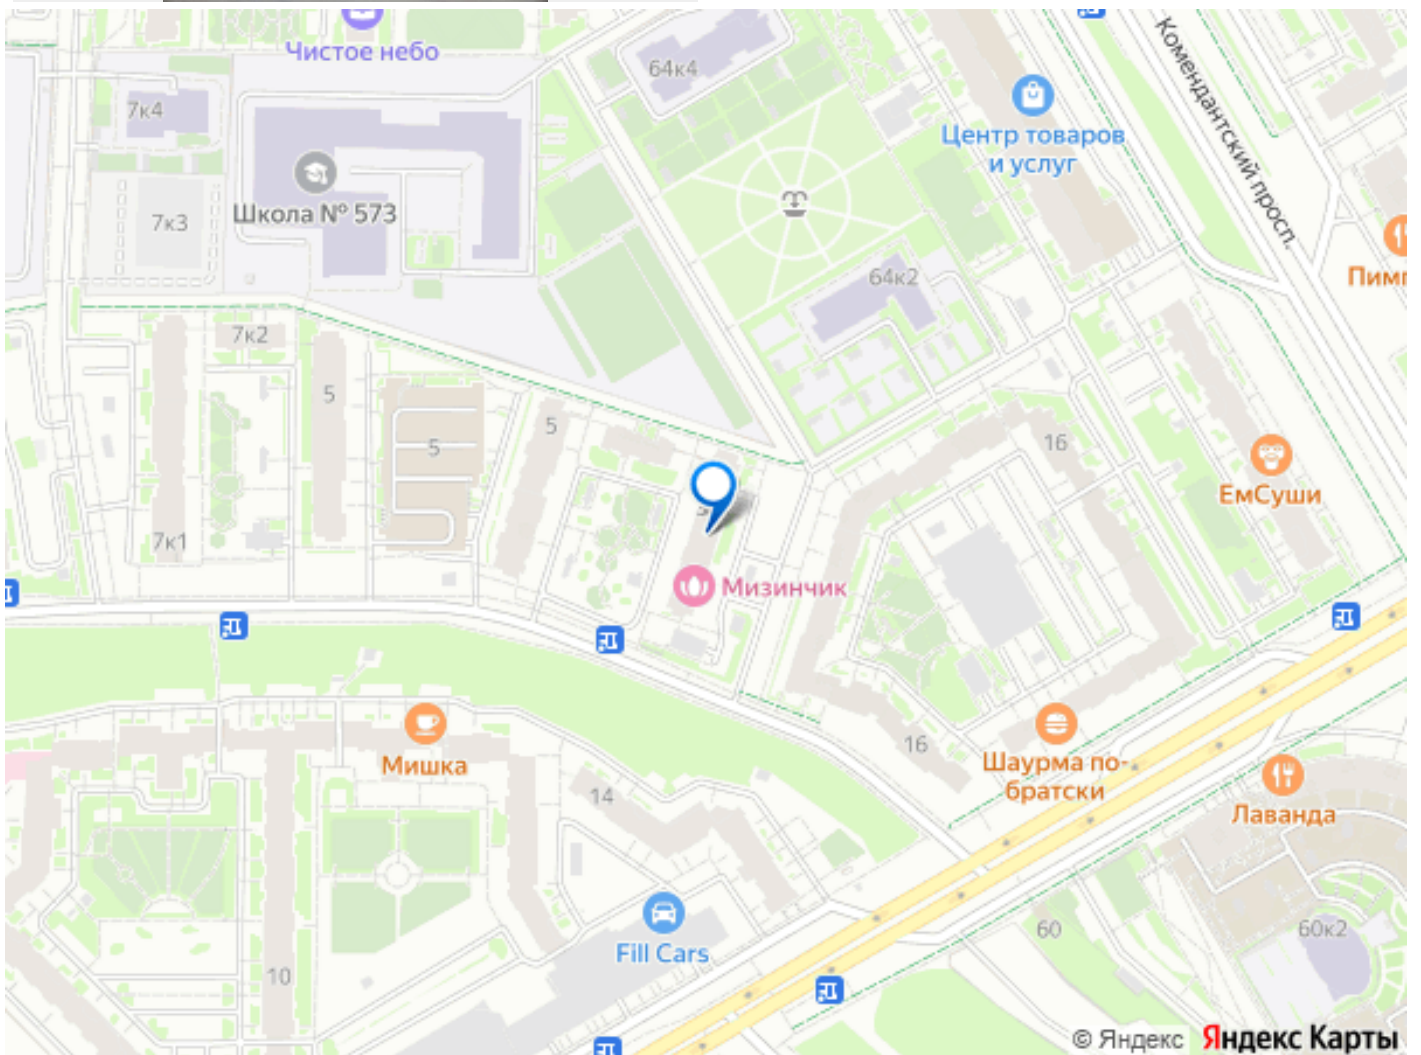 Чистое небо
64к4
Комендантский просп.
7к4
Центр товаров
и услуг
Школа № 573
7к3
64к2
Пимп
7к2
5
5
5
16
ЕмСуши
7к1
Мизинчик
16
Шаурма по-
братски
Мишка
14
Лаванда
Fill Cars
60
60к2
10
© Яндекс Яндекс Карты